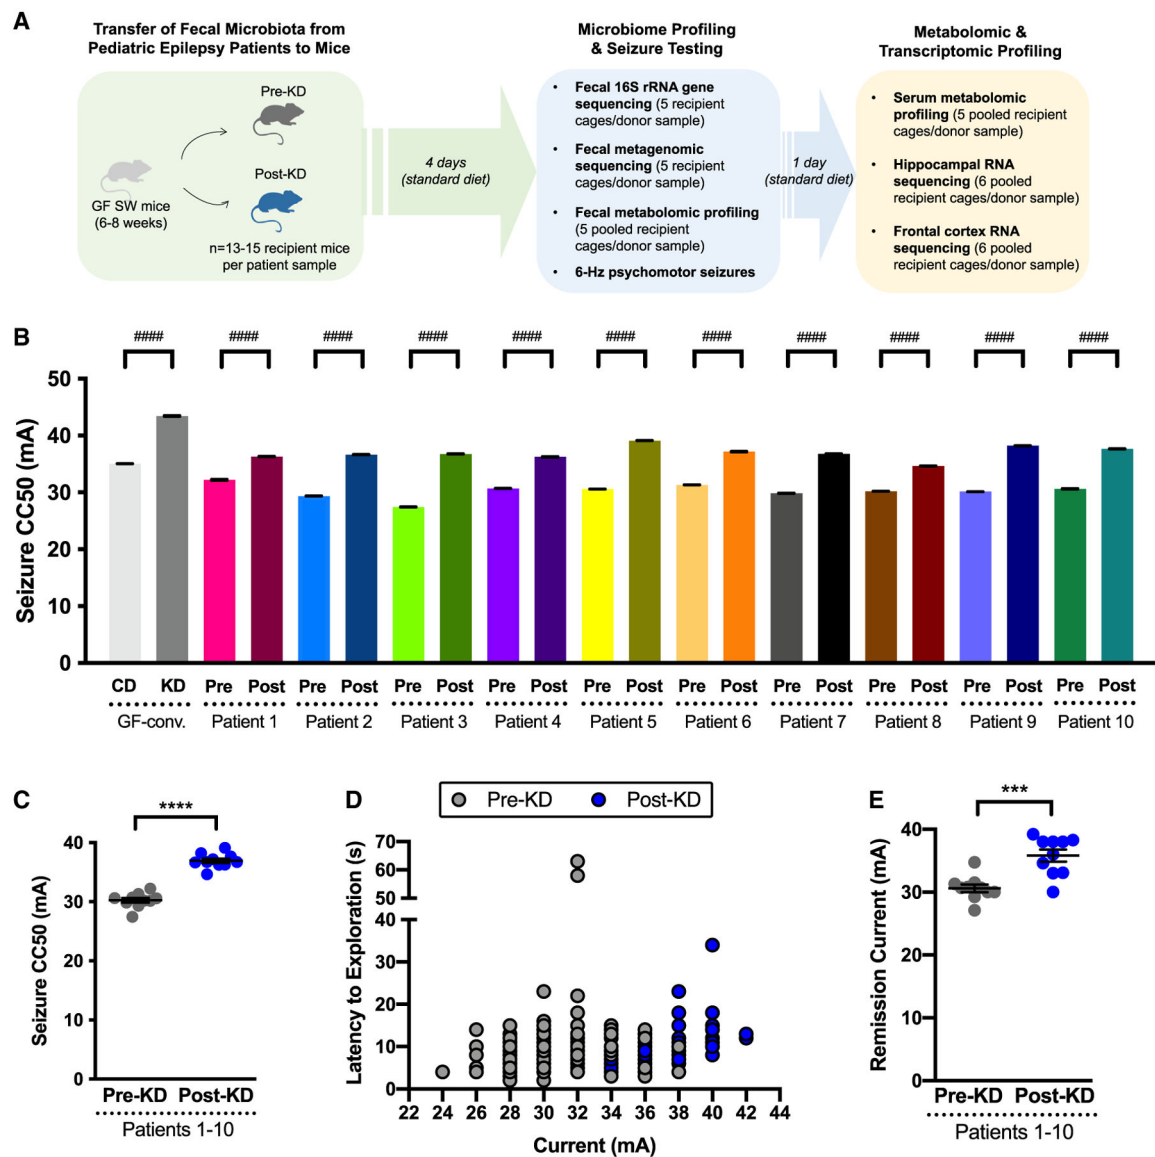 A
Transfer of Fecal Microbiota from
Pediatric Epilepsy Patients to Mice
Pre-KD
Post-KD
GF SW mice
(6-8 weeks)
n=13-15 recipient mice
per patient sample
4 days
(standard diet)
Microbiome Profiling
& Seizure Testing
• Fecal 16S rRNA gene
sequencing (5 recipient
cages/donor sample)
• Fecal metagenomic
sequencing (5 recipient
cages/donor sample)
• Fecal metabolomic profiling
(5 pooled recipient
cages/donor sample)
• 6-Hz psychomotor seizures
1 day
(standard diet)
Metabolomic &
Transcriptomic Profiling
• Serum metabolomic
profiling (5 pooled recipient
cages/donor sample)
• Hippocampal RNA
sequencing (6 pooled
recipient cages/donor sample)
• Frontal cortex RNA
sequencing (6 pooled
recipient cages/donor sample)
B
#### #### #### #### #### #### #### #### #### #### ####
Seizure CC50 (mA)
50
40
30
20
10
0
CD KD Pre Post Pre Post Pre Post Pre Post Pre Post Pre Post Pre Post Pre Post Pre Post Pre Post
GF-conv. Patient 1 Patient 2 Patient 3 Patient 4 Patient 5 Patient 6 Patient 7 Patient 8 Patient 9 Patient 10
C
****
Seizure CC50 (mA)
40
30
20
10
0
Pre-KD Post-KD
Patients 1-10
D
Pre-KD Post-KD
Latency to Exploration (s)
70
60
50
40
30
20
10
0
22 24 26 28 30 32 34 36 38 40 42 44
Current (mA)
E
***
Remission Current (mA)
40
30
20
10
0
Pre-KD Post-KD
Patients 1-10